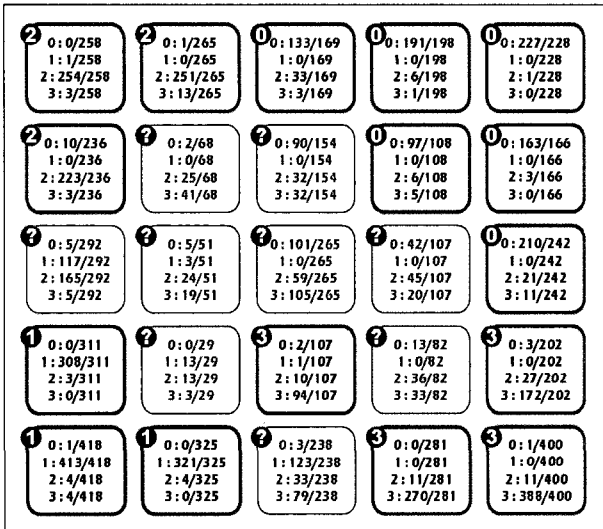 2
0 : 0/258
1 : 1/258
2 : 254/258
3 : 3/258
2
0 : 1/265
1 : 0/265
2 : 251/265
3 : 13/265
0
0 : 133/169
1 : 0/169
2 : 33/169
3 : 3/169
0
0 : 191/198
1 : 0/198
2 : 6/198
3 : 1/198
0
0 : 227/228
1 : 0/228
2 : 1/228
3 : 0/228
2
0 : 10/236
1 : 0/236
2 : 223/236
3 : 3/236
?
0 : 2/68
1 : 0/68
2 : 25/68
3 : 41/68
?
0 : 90/154
1 : 0/154
2 : 32/154
3 : 32/154
0
0 : 97/108
1 : 0/108
2 : 6/108
3 : 5/108
0
0 : 163/166
1 : 0/166
2 : 3/166
3 : 0/166
?
0 : 5/292
1 : 117/292
2 : 165/292
3 : 5/292
?
0 : 5/51
1 : 3/51
2 : 24/51
3 : 19/51
?
0 : 101/265
1 : 0/265
2 : 59/265
3 : 105/265
?
0 : 42/107
1 : 0/107
2 : 45/107
3 : 20/107
0
0 : 210/242
1 : 0/242
2 : 21/242
3 : 11/242
1
0 : 0/311
1 : 308/311
2 : 3/311
3 : 0/311
?
0 : 0/29
1 : 13/29
2 : 13/29
3 : 3/29
3
0 : 2/107
1 : 1/107
2 : 10/107
3 : 94/107
?
0 : 13/82
1 : 0/82
2 : 36/82
3 : 33/82
3
0 : 3/202
1 : 0/202
2 : 27/202
3 : 172/202
1
0 : 1/418
1 : 413/418
2 : 4/418
3 : 4/418
1
0 : 0/325
1 : 321/325
2 : 4/325
3 : 0/325
?
0 : 3/238
1 : 123/238
2 : 33/238
3 : 79/238
3
0 : 0/281
1 : 0/281
2 : 11/281
3 : 270/281
3
0 : 1/400
1 : 0/400
2 : 11/400
3 : 388/400